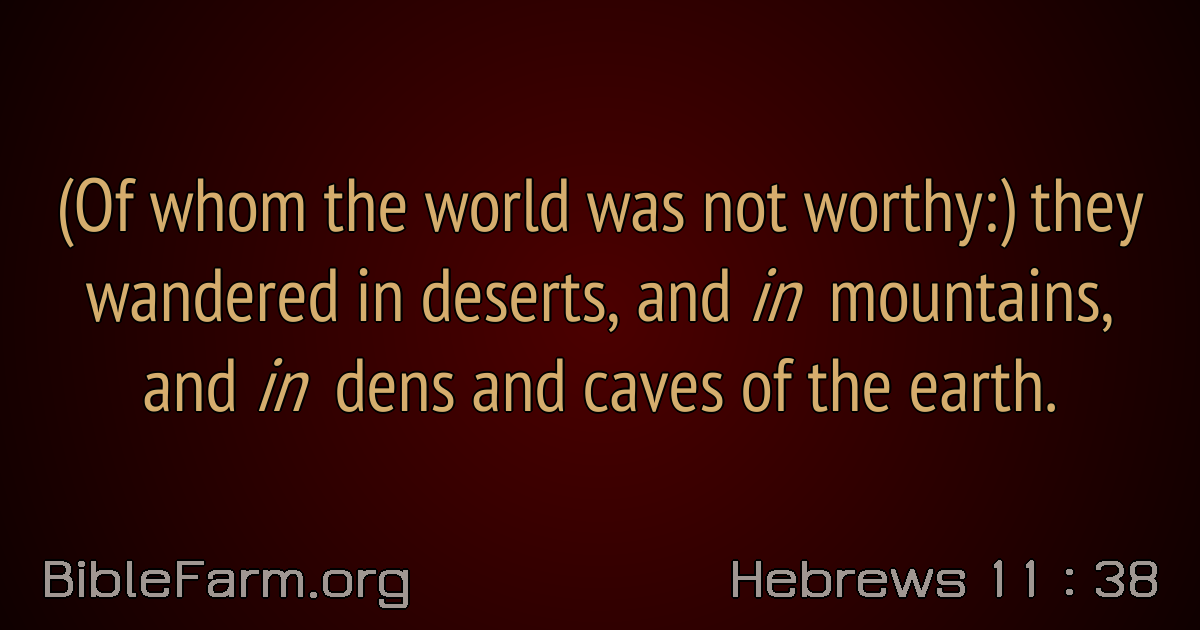 (Of whom the world was not worthy:) they
wandered in deserts, and in mountains,
and in dens and caves of the earth.
BibleFarm.org
Hebrews 11 : 38